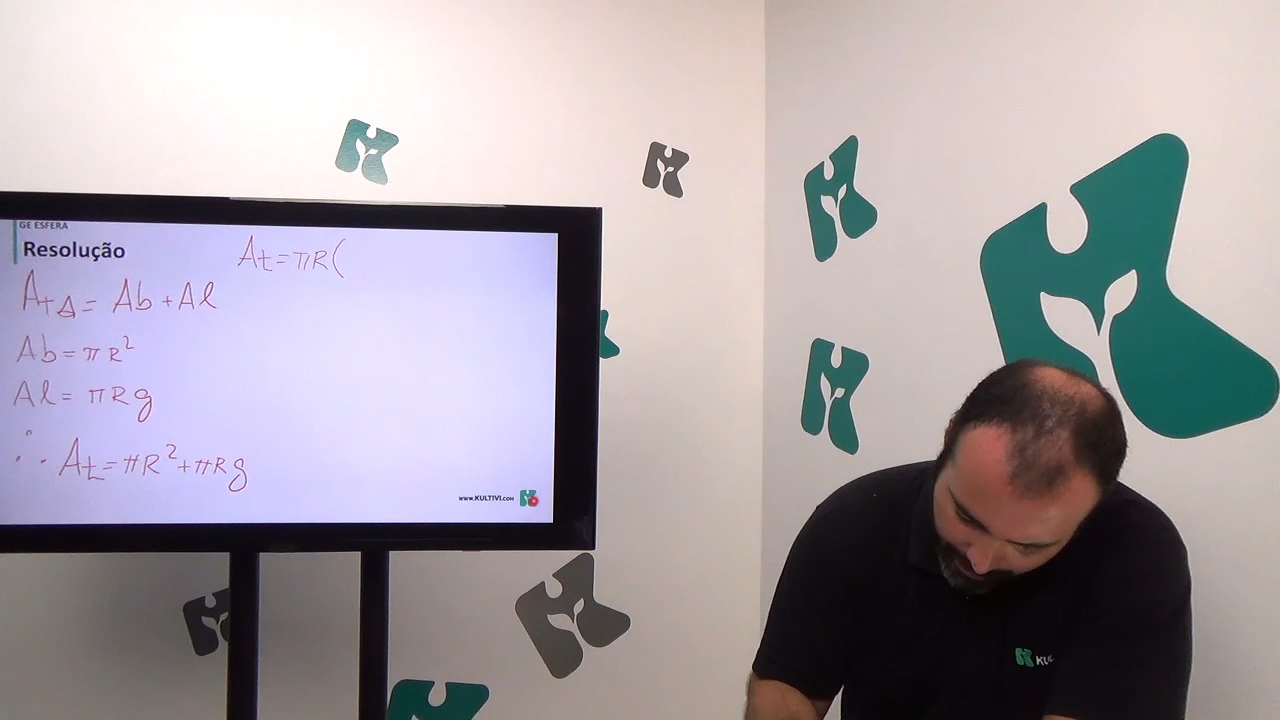 GE ESFERA
Resolução
At=πR(
AtΔ=Ab+Al
Ab=πR²
Al=πRg
∴ At=πR²+πRg
www.KULTIVI.com